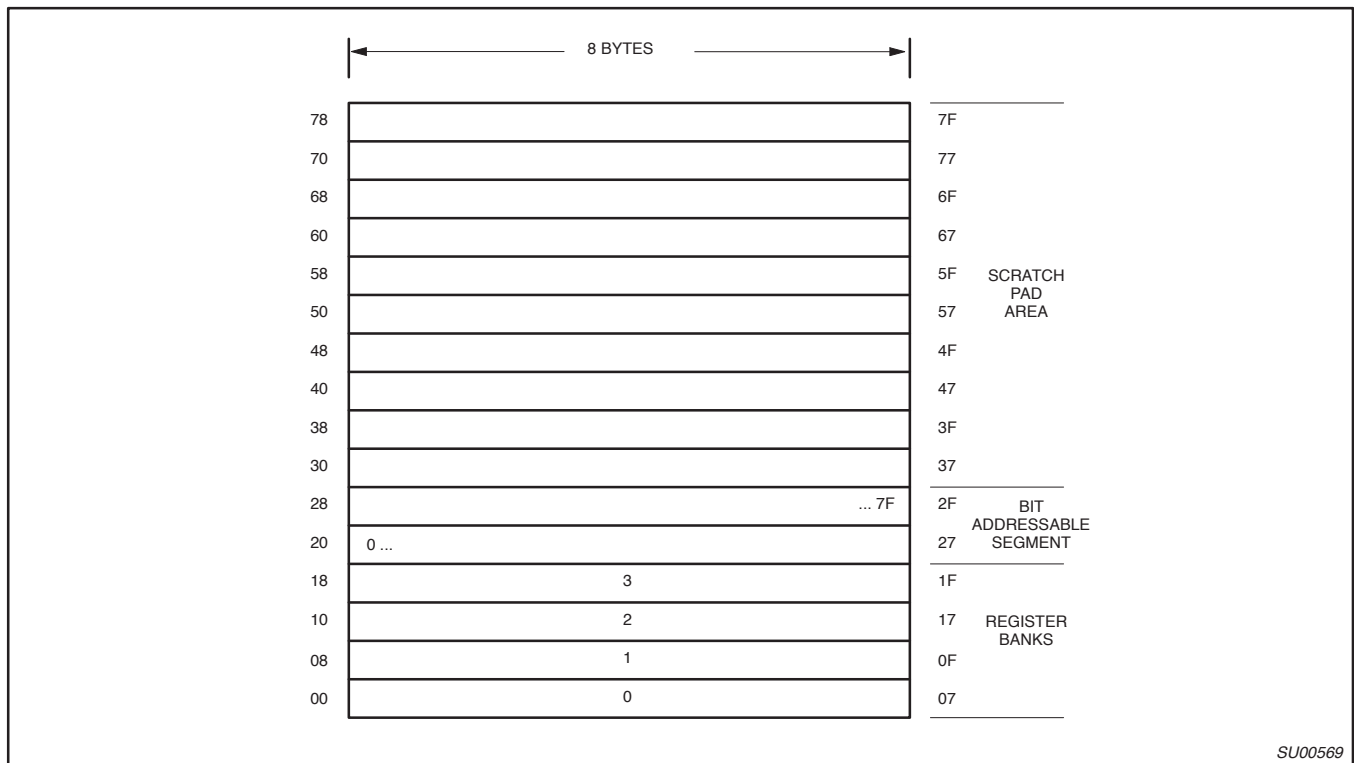 8 BYTES
78 7F
70 77
68 6F
60 67
58 5F SCRATCH
PAD
50 57 AREA
48 4F
40 47
38 3F
30 37
28 ... 7F 2F BIT
ADDRESSABLE
20 0 ... 27 SEGMENT
18 3 1F
10 2 17 REGISTER
BANKS
08 1 0F
00 0 07
SU00569